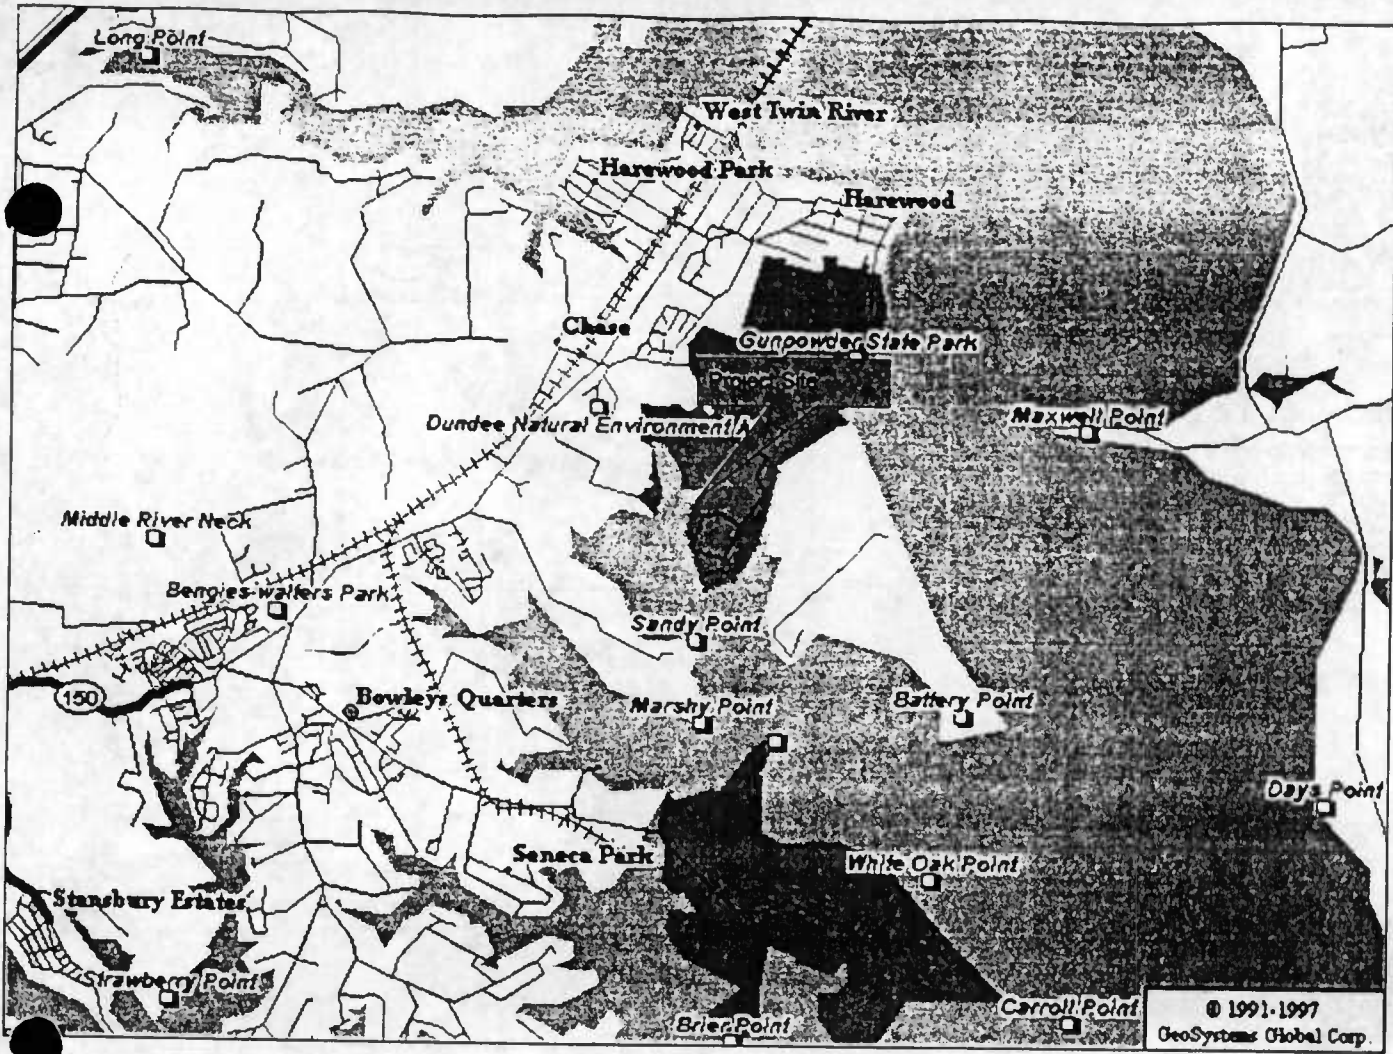 Long Point
West Twin River
Harewood Park
Harewood
Chase
Gunpowder State Park
Project Site
Dundee Natural Environment A
Maxwell Point
Middle River Neck
Bengies-walters Park
Sandy Point
150
Bowleys Quarters
Marshy Point
Battery Point
Days Point
Seneca Park
White Oak Point
Stansbury Estates
Strawberry Point
Brier Point
Carroll Point
© 1991-1997
GeoSystems Global Corp.